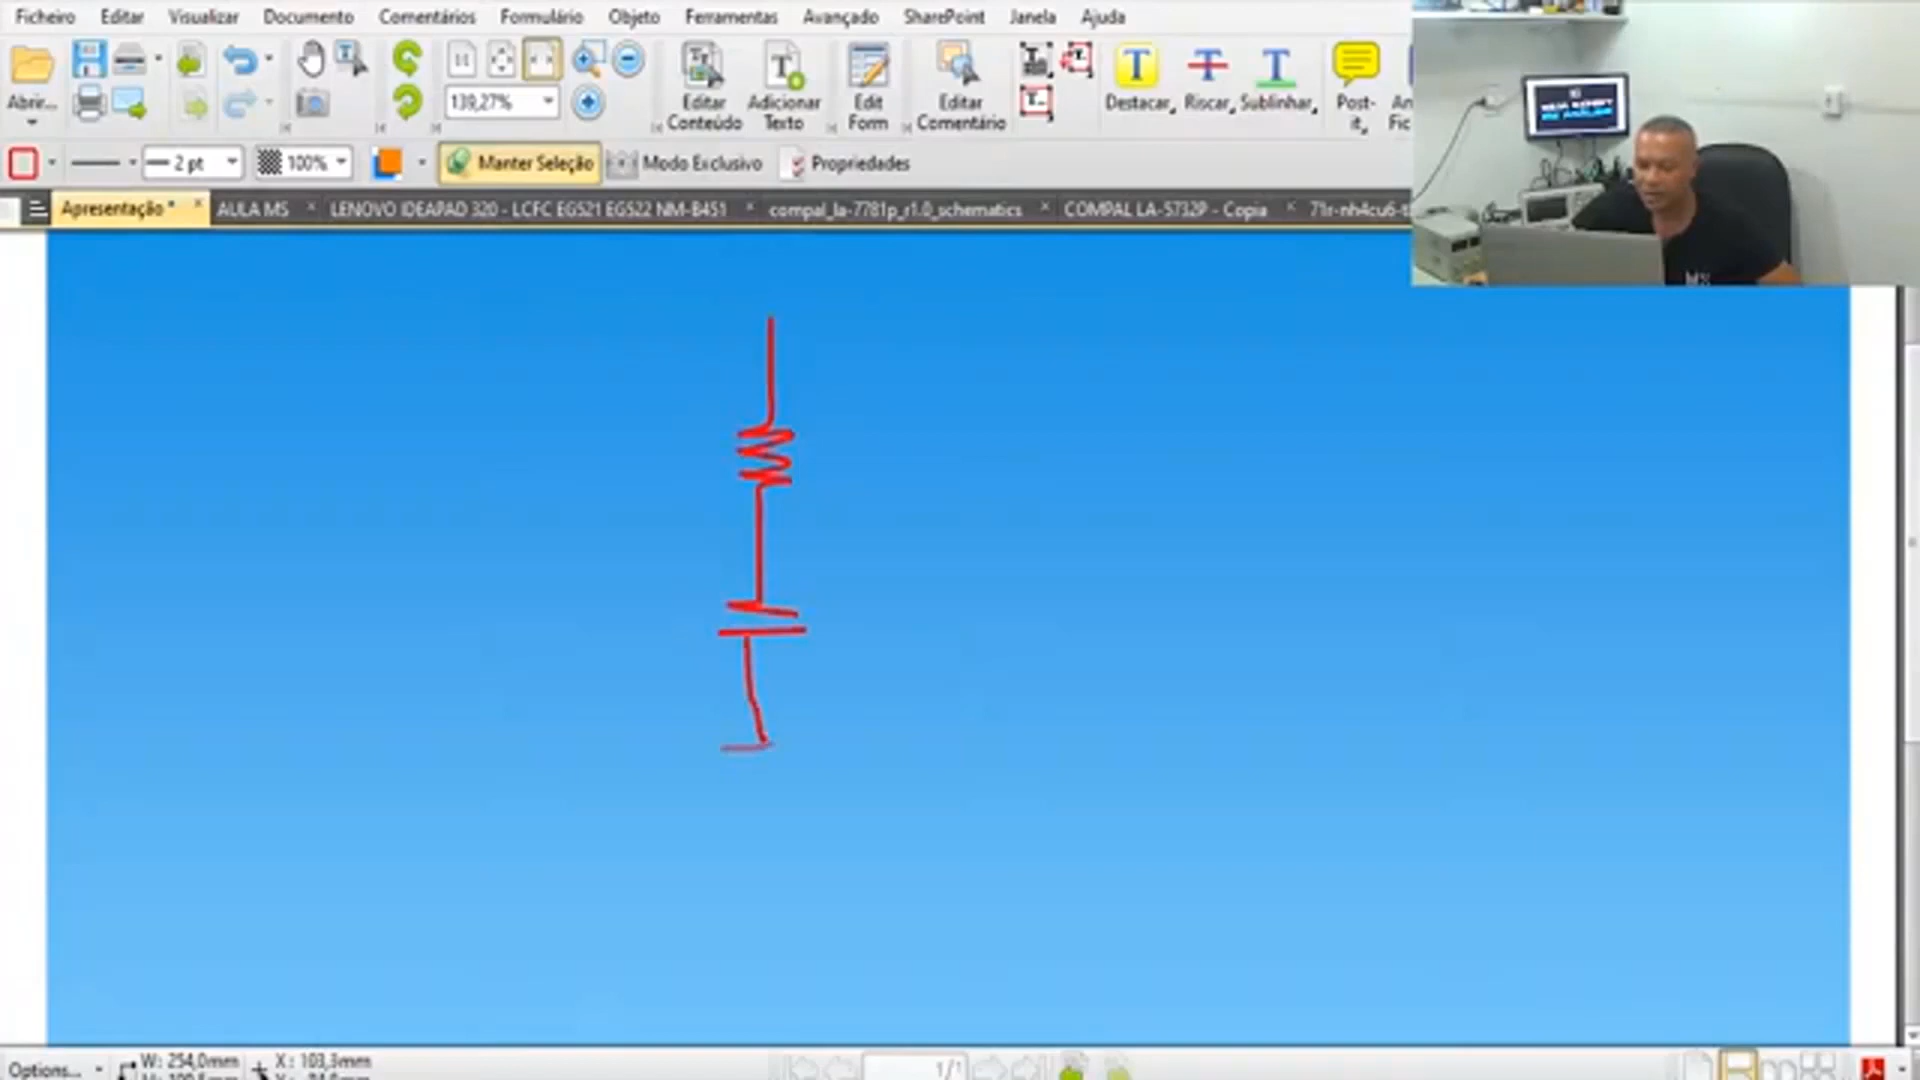 Ficheiro Editar Visualizar Documento Comentários Formulário Objeto Ferramentas Avançado SharePoint Janela Ajuda
Abrir...
139,27%
Editar Conteúdo
Adicionar Texto
Edit Form
Editar Comentário
Destacar
Riscar
Sublinhar
Post-it
An
Fic
2 pt 100% Manter Seleção Modo Exclusivo Propriedades
Apresentação * AULA MS LENOVO IDEAPAD 320 - LCFC EG521 EG522 NM-B451 compal_la-7781p_r1.0_schematics COMPAL LA-5732P - Copia
Options... W: 254,0mm X: 103,3mm
1/1